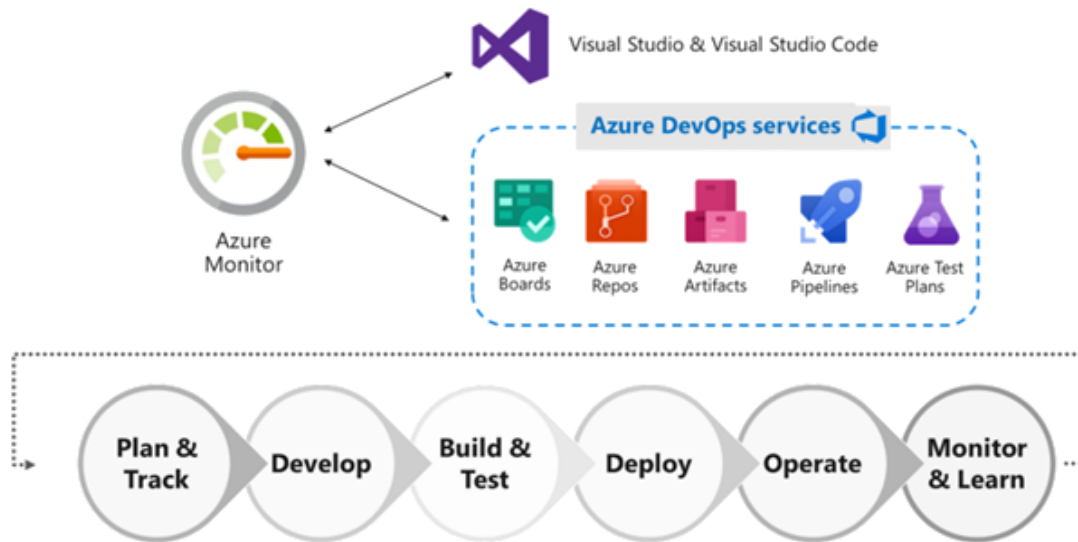 Visual Studio & Visual Studio Code
Azure DevOps services
Azure
Monitor
Azure
Boards
Azure
Repos
Azure
Artifacts
Azure
Pipelines
Azure Test
Plans
Plan &
Track
Develop
Build &
Test
Deploy
Operate
Monitor
& Learn